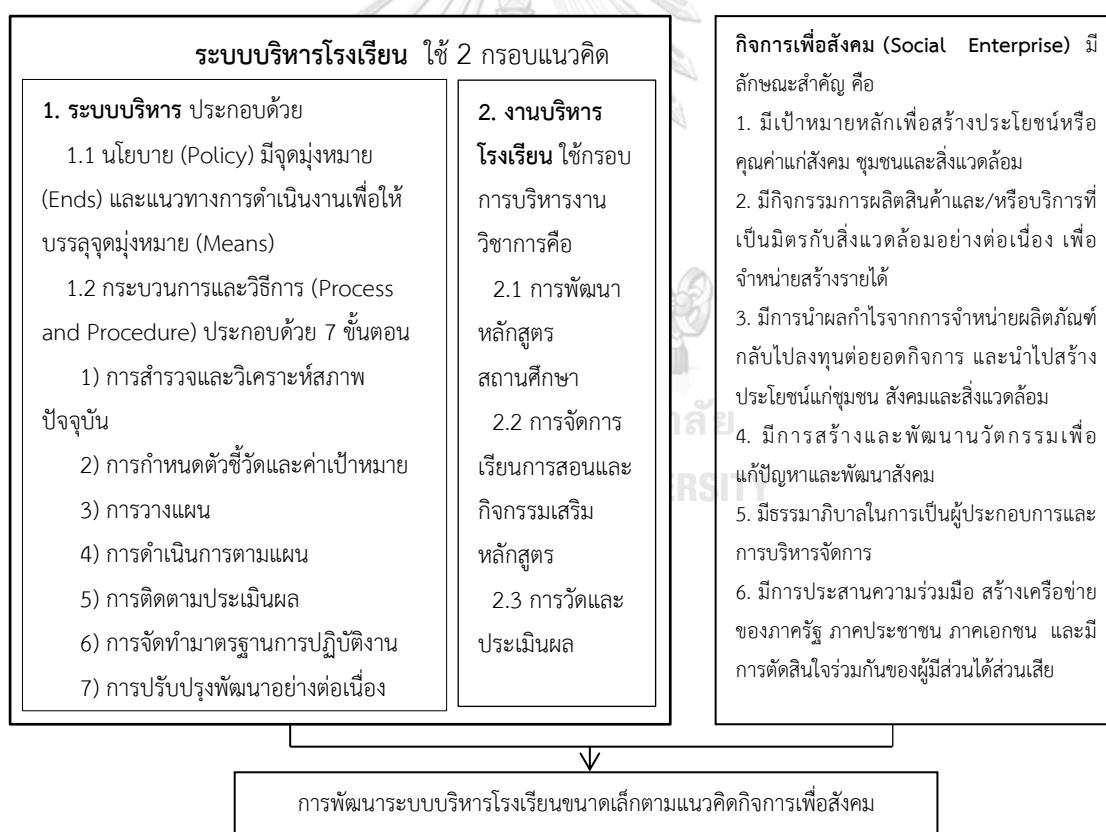 ระบบบริหารโรงเรียน ใช้ 2 กรอบแนวคิด
1. ระบบบริหาร ประกอบด้วย
1.1 นโยบาย (Policy) มีจุดมุ่งหมาย
(Ends) และแนวทางการดำเนินงานเพื่อให้
บรรลุจุดมุ่งหมาย (Means)
1.2 กระบวนการและวิธีการ (Process
and Procedure) ประกอบด้วย 7 ขั้นตอน
1) การสำรวจและวิเคราะห์สภาพ
ปัจจุบัน
2) การกำหนดตัวชี้วัดและค่าเป้าหมาย
3) การวางแผน
4) การดำเนินการตามแผน
5) การติดตามประเมินผล
6) การจัดทำมาตรฐานการปฏิบัติงาน
7) การปรับปรุงพัฒนาอย่างต่อเนื่อง
2. งานบริหาร
โรงเรียน ใช้กรอบ
การบริหารงาน
วิชาการคือ
2.1 การพัฒนา
หลักสูตร
สถานศึกษา
2.2 การจัดการ
เรียนการสอนและ
กิจกรรมเสริม
หลักสูตร
2.3 การวัดและ
ประเมินผล
กิจการเพื่อสังคม (Social Enterprise) มี
ลักษณะสำคัญ คือ
1. มีเป้าหมายหลักเพื่อสร้างประโยชน์หรือ
คุณค่าแก่สังคม ชุมชนและสิ่งแวดล้อม
2. มีกิจกรรมการผลิตสินค้าและ/หรือบริการที่
เป็นมิตรกับสิ่งแวดล้อมอย่างต่อเนื่อง เพื่อ
จำหน่ายสร้างรายได้
3. มีการนำผลกำไรจากการจำหน่ายผลิตภัณฑ์
กลับไปลงทุนต่อยอดกิจการ และนำไปสร้าง
ประโยชน์แก่ชุมชน สังคมและสิ่งแวดล้อม
4. มีการสร้างและพัฒนานวัตกรรมเพื่อ
แก้ปัญหาและพัฒนาสังคม
5. มีธรรมาภิบาลในการเป็นผู้ประกอบการและ
การบริหารจัดการ
6. มีการประสานความร่วมมือ สร้างเครือข่าย
ของภาครัฐ ภาคประชาชน ภาคเอกชน และมี
การตัดสินใจร่วมกันของผู้มีส่วนได้ส่วนเสีย
การพัฒนาระบบบริหารโรงเรียนขนาดเล็กตามแนวคิดกิจการเพื่อสังคม